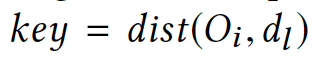 key = dist(O_i, d_l)